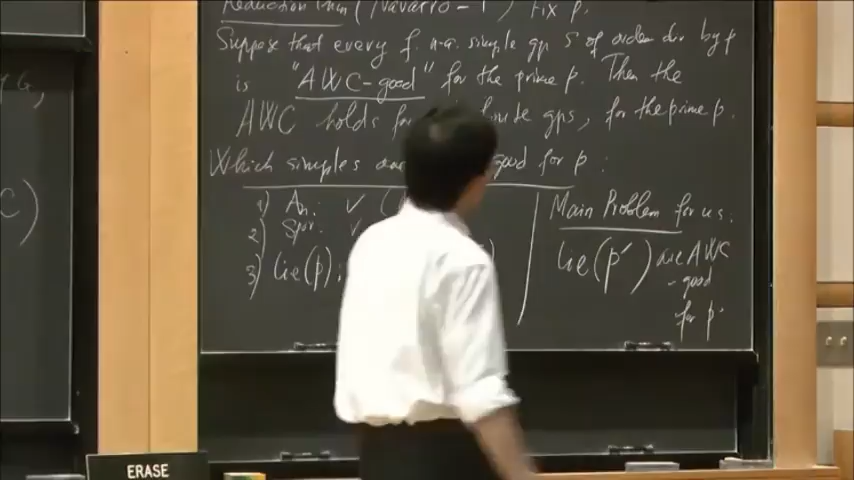 Reduction Thm (Navarro - T) Fix p.
Suppose that every f. n-a. simple gp S of order div by p
is "AWC-good" for the prime p. Then the
AWC holds for finite gps, for the prime p.
Which simples are good for p:
1) An: ✓
2) Spor: ✓
3) Lie(p):
Main Problem for us:
Lie(p') are AWC
-good
for p.
G,
C)
ERASE